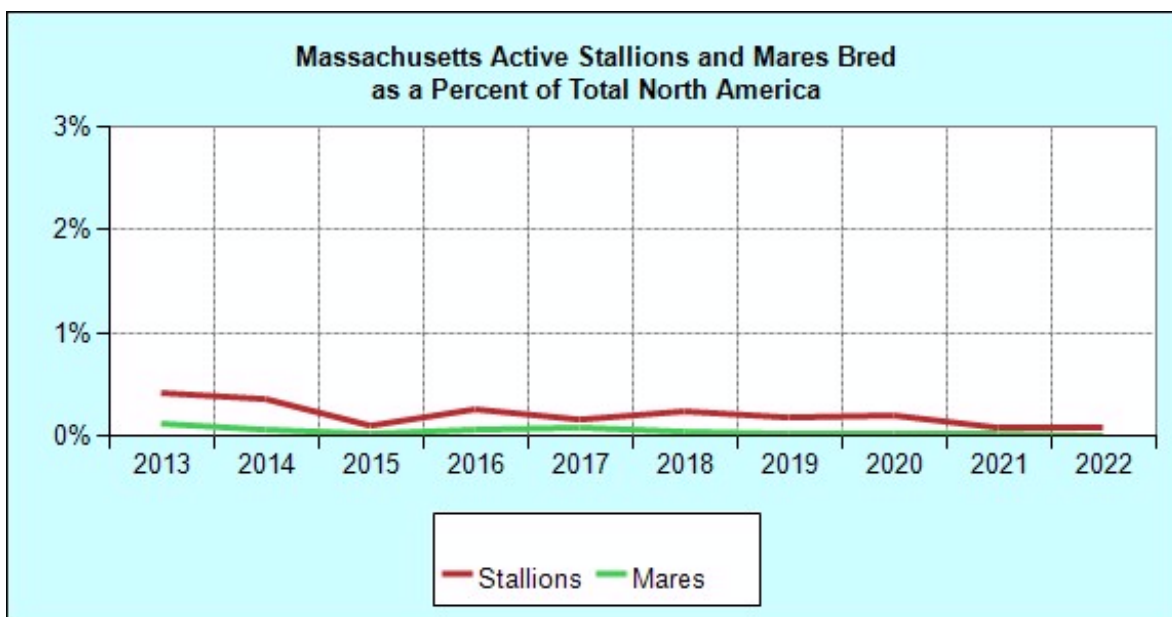 Massachusetts Active Stallions and Mares Bred
as a Percent of Total North America
3%
2%
1%
0%
2013 2014 2015 2016 2017 2018 2019 2020 2021 2022
Stallions Mares